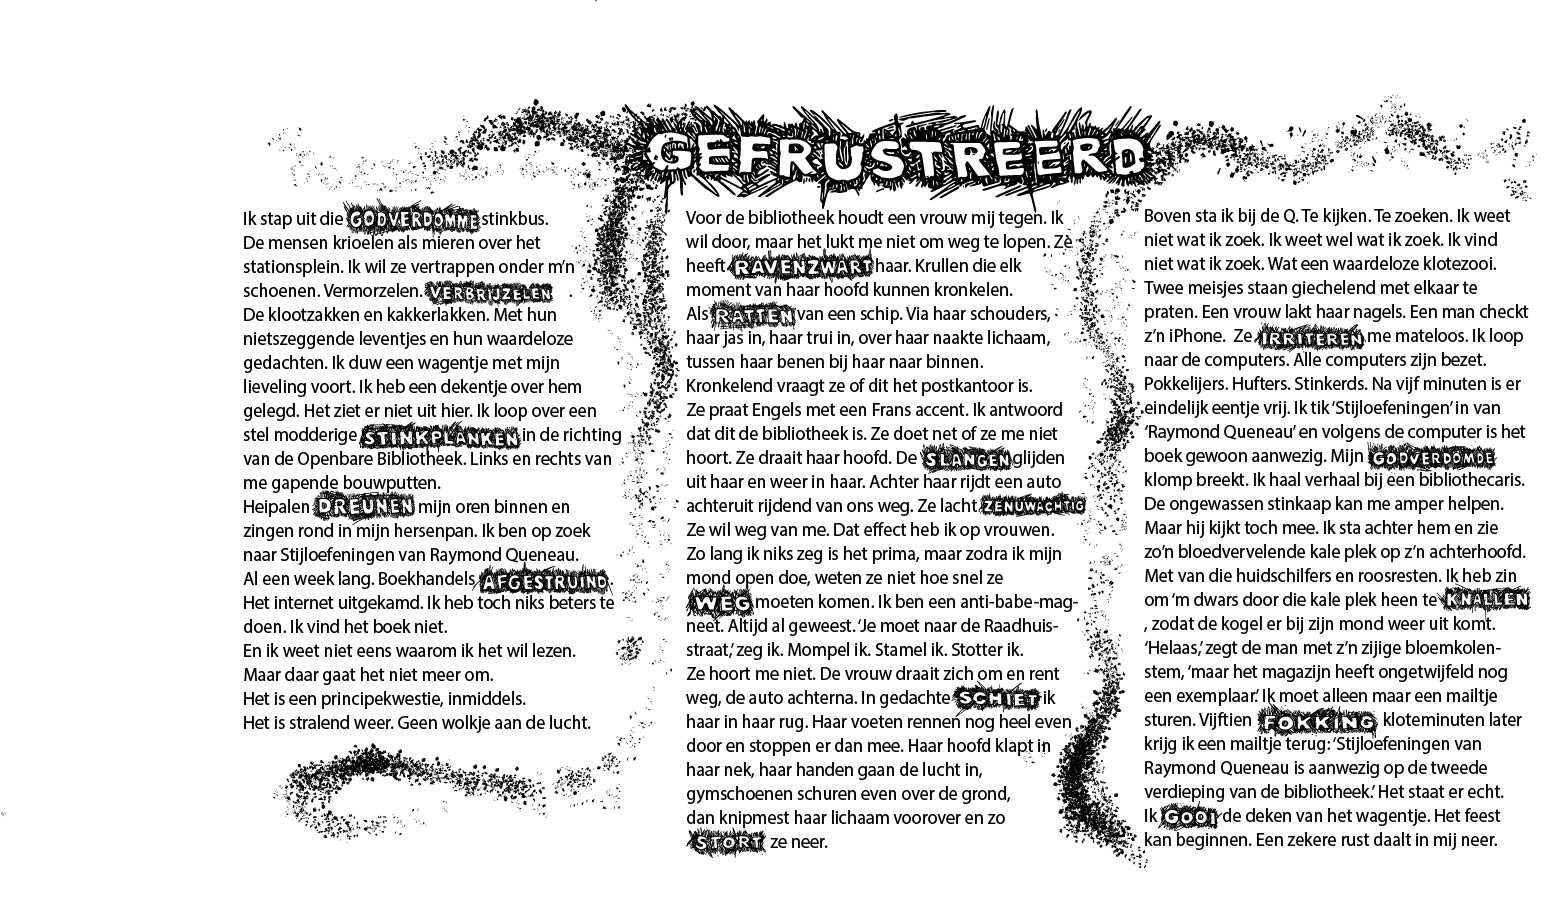 GEFRUSTREERD
Ik stap uit die GODVERDOMME stinkbus.
De mensen krioelen als mieren over het
stationsplein. Ik wil ze vertrappen onder m’n
schoenen. Vermorzelen. VERBRIJZELEN .
De klootzakken en kakkerlakken. Met hun
nietszeggende leventjes en hun waardeloze
gedachten. Ik duw een wagentje met mijn
lieveling voort. Ik heb een dekentje over hem
gelegd. Het ziet er niet uit hier. Ik loop over een
stel modderige STINKPLANKEN in de richting
van de Openbare Bibliotheek. Links en rechts van
me gapende bouwputten.
Heipalen DREUNEN mijn oren binnen en
zingen rond in mijn hersenpan. Ik ben op zoek
naar Stijloefeningen van Raymond Queneau.
Al een week lang. Boekhandels AFGESTRUIND.
Het internet uitgekamd. Ik heb toch niks beters te
doen. Ik vind het boek niet.
En ik weet niet eens waarom ik het wil lezen.
Maar daar gaat het niet meer om.
Het is een principekwestie, inmiddels.
Het is stralend weer. Geen wolkje aan de lucht.
Voor de bibliotheek houdt een vrouw mij tegen. Ik
wil door, maar het lukt me niet om weg te lopen. Ze
heeft RAVENZWART haar. Krullen die elk
moment van haar hoofd kunnen kronkelen.
Als RATTEN van een schip. Via haar schouders,
haar jas in, haar trui in, over haar naakte lichaam,
tussen haar benen bij haar naar binnen.
Kronkelend vraagt ze of dit het postkantoor is.
Ze praat Engels met een Frans accent. Ik antwoord
dat dit de bibliotheek is. Ze doet net of ze me niet
hoort. Ze draait haar hoofd. De SLANGEN glijden
uit haar en weer in haar. Achter haar rijdt een auto
achteruit rijdend van ons weg. Ze lacht ZENUWACHTIG
Ze wil weg van me. Dat effect heb ik op vrouwen.
Zo lang ik niks zeg is het prima, maar zodra ik mijn
mond open doe, weten ze niet hoe snel ze
WEG moeten komen. Ik ben een anti-babe-mag-
neet. Altijd al geweest. ‘Je moet naar de Raadhuis-
straat,’ zeg ik. Mompel ik. Stamel ik. Stotter ik.
Ze hoort me niet. De vrouw draait zich om en rent
weg, de auto achterna. In gedachte SCHIET ik
haar in haar rug. Haar voeten rennen nog heel even
door en stoppen er dan mee. Haar hoofd klapt in
haar nek, haar handen gaan de lucht in,
gymschoenen schuren even over de grond,
dan knipmest haar lichaam voorover en zo
STORT ze neer.
Boven sta ik bij de Q. Te kijken. Te zoeken. Ik weet
niet wat ik zoek. Ik weet wel wat ik zoek. Ik vind
niet wat ik zoek. Wat een waardeloze klotezooi.
Twee meisjes staan giechelend met elkaar te
praten. Een vrouw lakt haar nagels. Een man checkt
z’n iPhone. Ze IRRITEREN me mateloos. Ik loop
naar de computers. Alle computers zijn bezet.
Pokkelijers. Hufters. Stinkerds. Na vijf minuten is er
eindelijk eentje vrij. Ik tik ‘Stijloefeningen’ in van
‘Raymond Queneau’ en volgens de computer is het
boek gewoon aanwezig. Mijn GODVERDOMDE
klomp breekt. Ik haal verhaal bij een bibliothecaris.
De ongewassen stinkaap kan me amper helpen.
Maar hij kijkt toch mee. Ik sta achter hem en zie
zo’n bloedvervelende kale plek op z’n achterhoofd.
Met van die huidschilfers en roosresten. Ik heb zin
om ‘m dwars door die kale plek heen te KNALLEN
, zodat de kogel er bij zijn mond weer uit komt.
‘Helaas,’ zegt de man met z’n zijige bloemkolen-
stem, ‘maar het magazijn heeft ongetwijfeld nog
een exemplaar.’ Ik moet alleen maar een mailtje
sturen. Vijftien FOKKING kloteminuten later
krijg ik een mailtje terug: ‘Stijloefeningen van
Raymond Queneau is aanwezig op de tweede
verdieping van de bibliotheek.’ Het staat er echt.
Ik GOOI de deken van het wagentje. Het feest
kan beginnen. Een zekere rust daalt in mij neer.